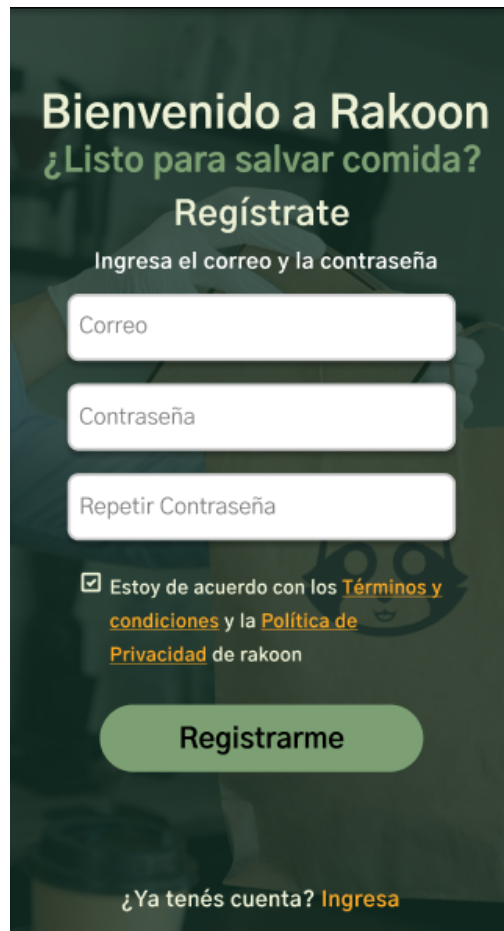 Bienvenido a Rakoon
¿Listo para salvar comida?
Regístrate
Ingresa el correo y la contraseña
Correo
Contraseña
Repetir Contraseña
Estoy de acuerdo con los Términos y
condiciones y la Política de
Privacidad de rakoon
Registrarme
¿Ya tenés cuenta? Ingresa